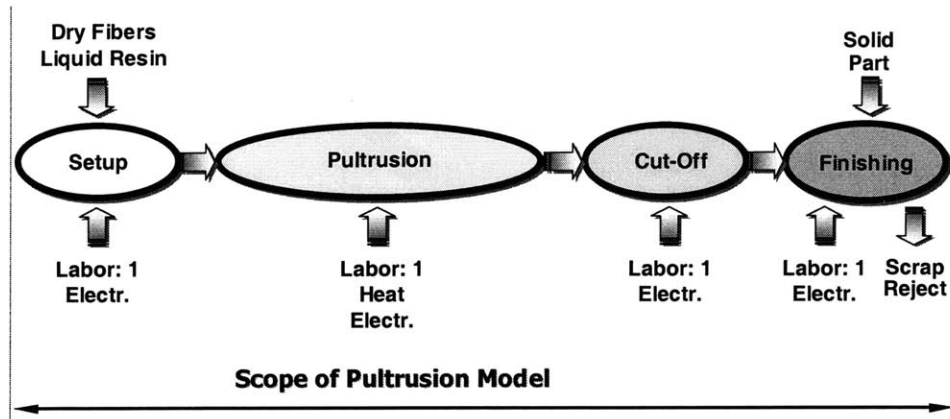 Dry Fibers
Liquid Resin
Solid
Part
Setup
Pultrusion
Cut-Off
Finishing
Labor: 1
Electr.
Labor: 1
Heat
Electr.
Labor: 1
Electr.
Labor: 1
Electr.
Scrap
Reject
Scope of Pultrusion Model